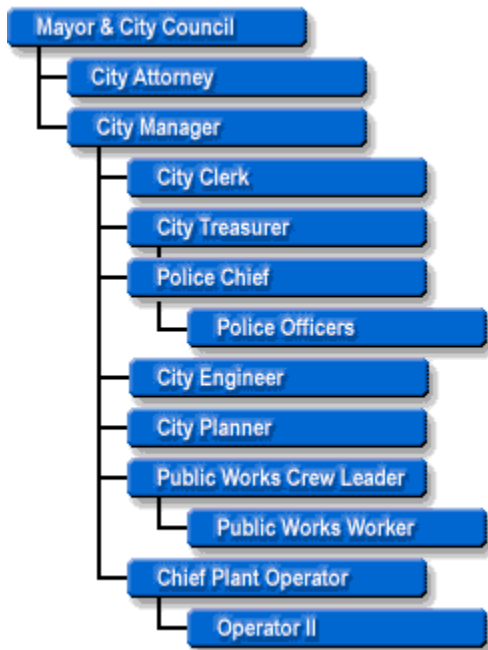 Mayor & City Council
City Attorney
City Manager
City Clerk
City Treasurer
Police Chief
Police Officers
City Engineer
City Planner
Public Works Crew Leader
Public Works Worker
Chief Plant Operator
Operator II